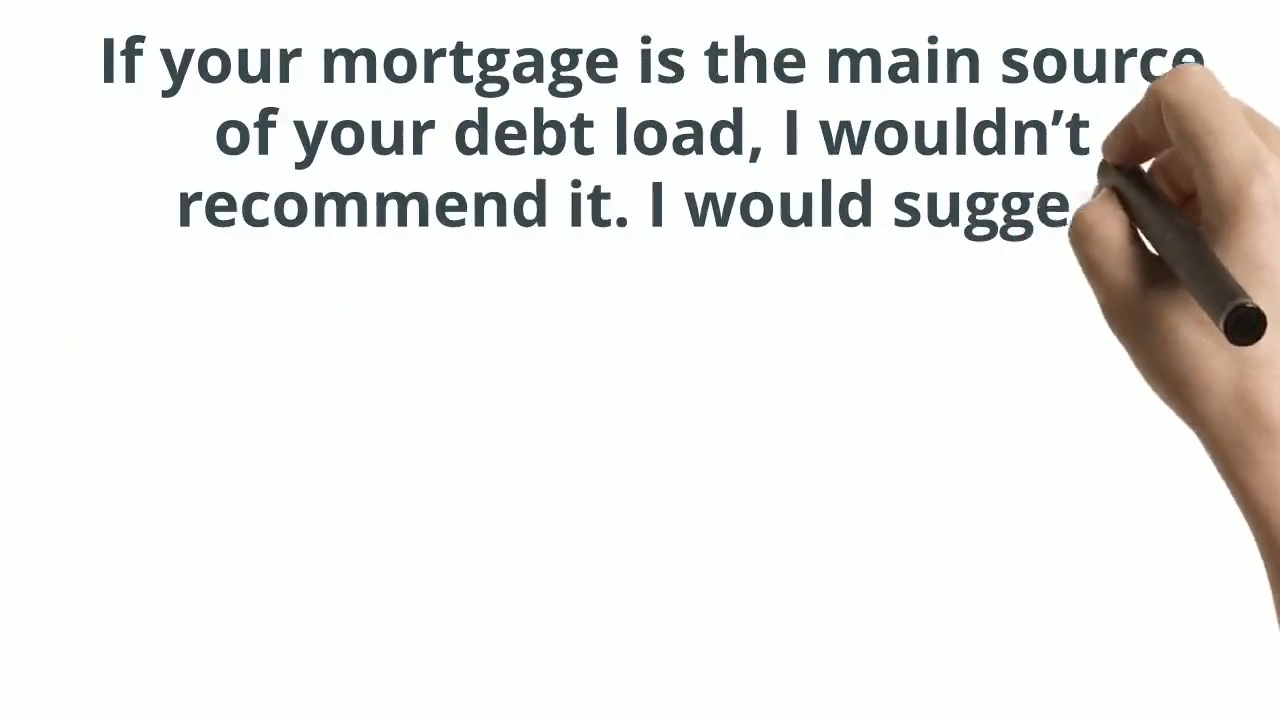 If your mortgage is the main source
of your debt load, I wouldn’t
recommend it. I would sugge